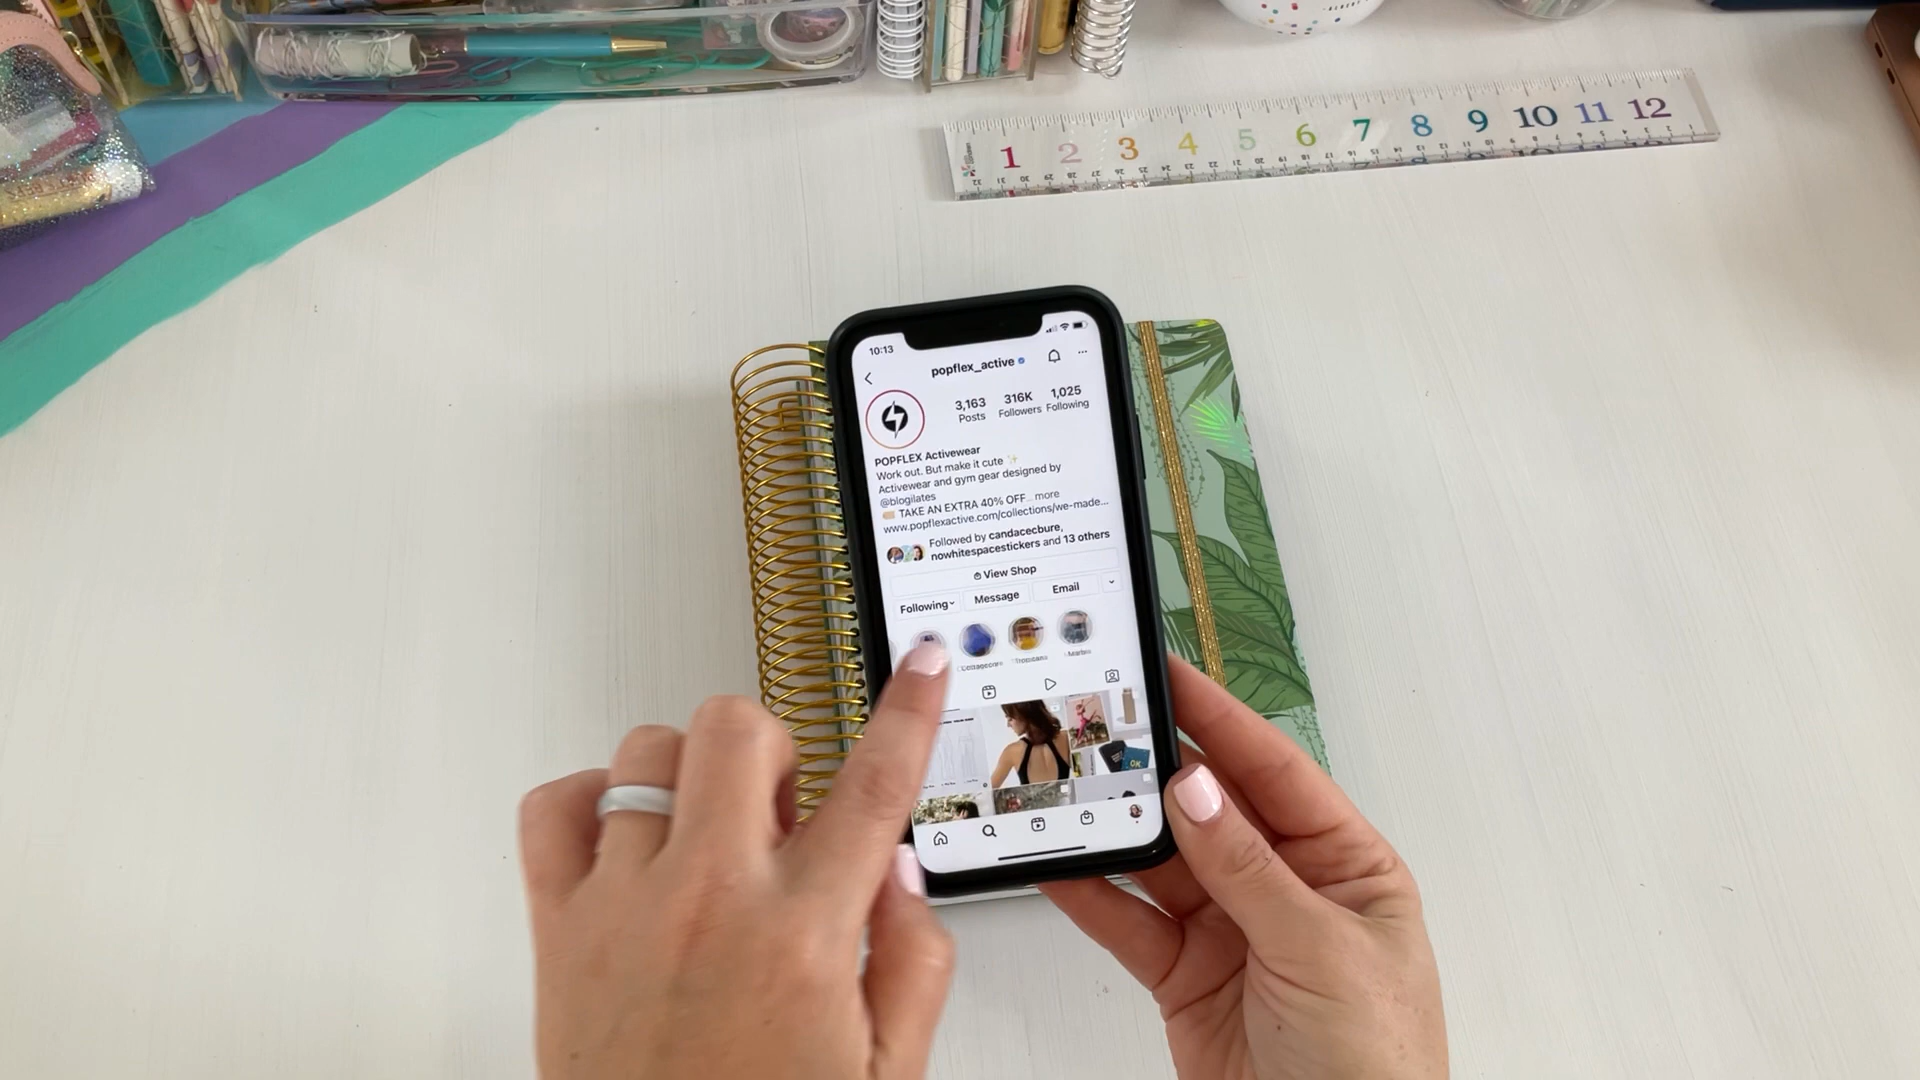 1 2 3 4 5 6 7 8 9 10 11 12
10:13
popflex_active
3,163 316K 1,025
Posts Followers Following
POPFLEX Activewear
Work out. But make it cute ✨
Activewear and gym gear designed by
@blogilates
TAKE AN EXTRA 40% OFF... more
www.popflexactive.com/collections/we-made...
Followed by candacecbure,
nowhitespacestickers and 13 others
View Shop
Following Message Email
OK